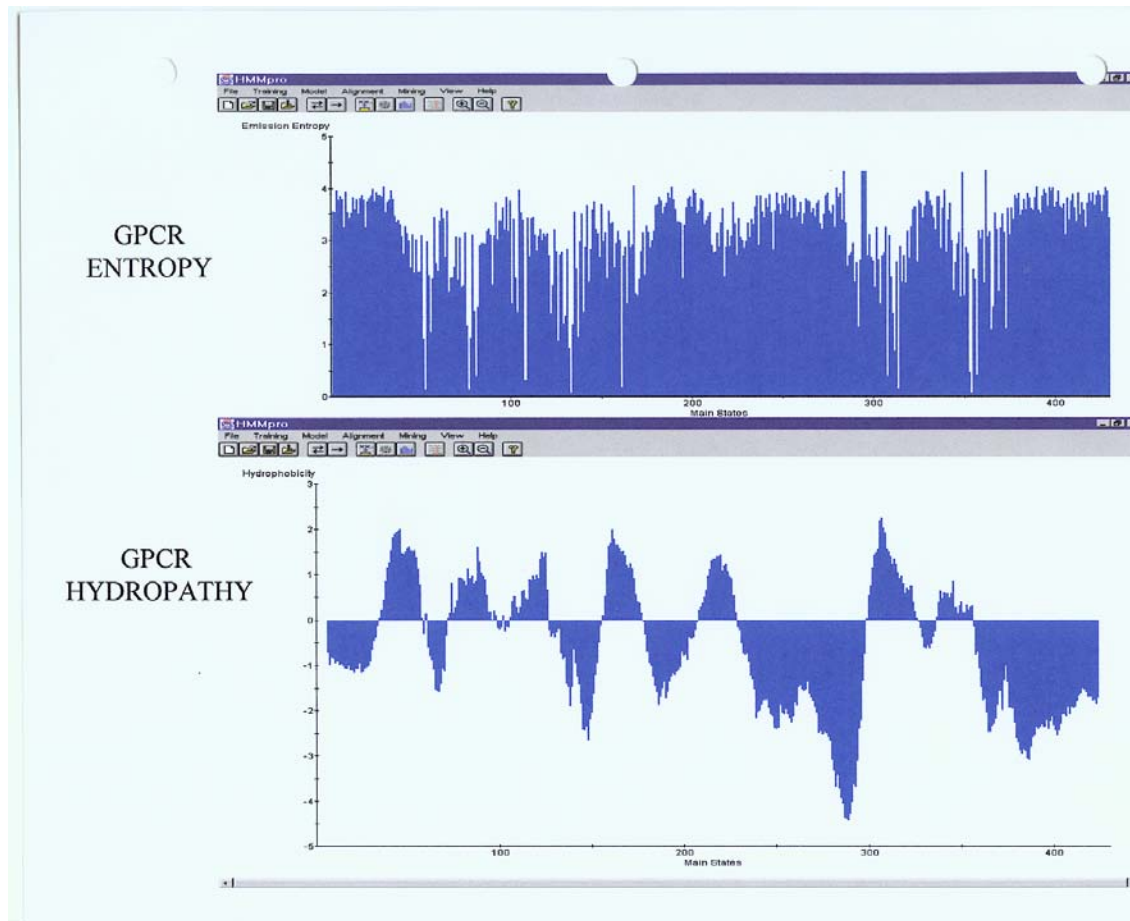 HMMpro
File Training Model Alignment Mining View Help
Emission Entropy
5
4
3
2
1
0
100 200 300 400
Main States
GPCR
ENTROPY
HMMpro
File Training Model Alignment Mining View Help
Hydrophobicity
3
2
1
0
-1
-2
-3
-4
-5
100 200 300 400
Main States
GPCR
HYDROPATHY